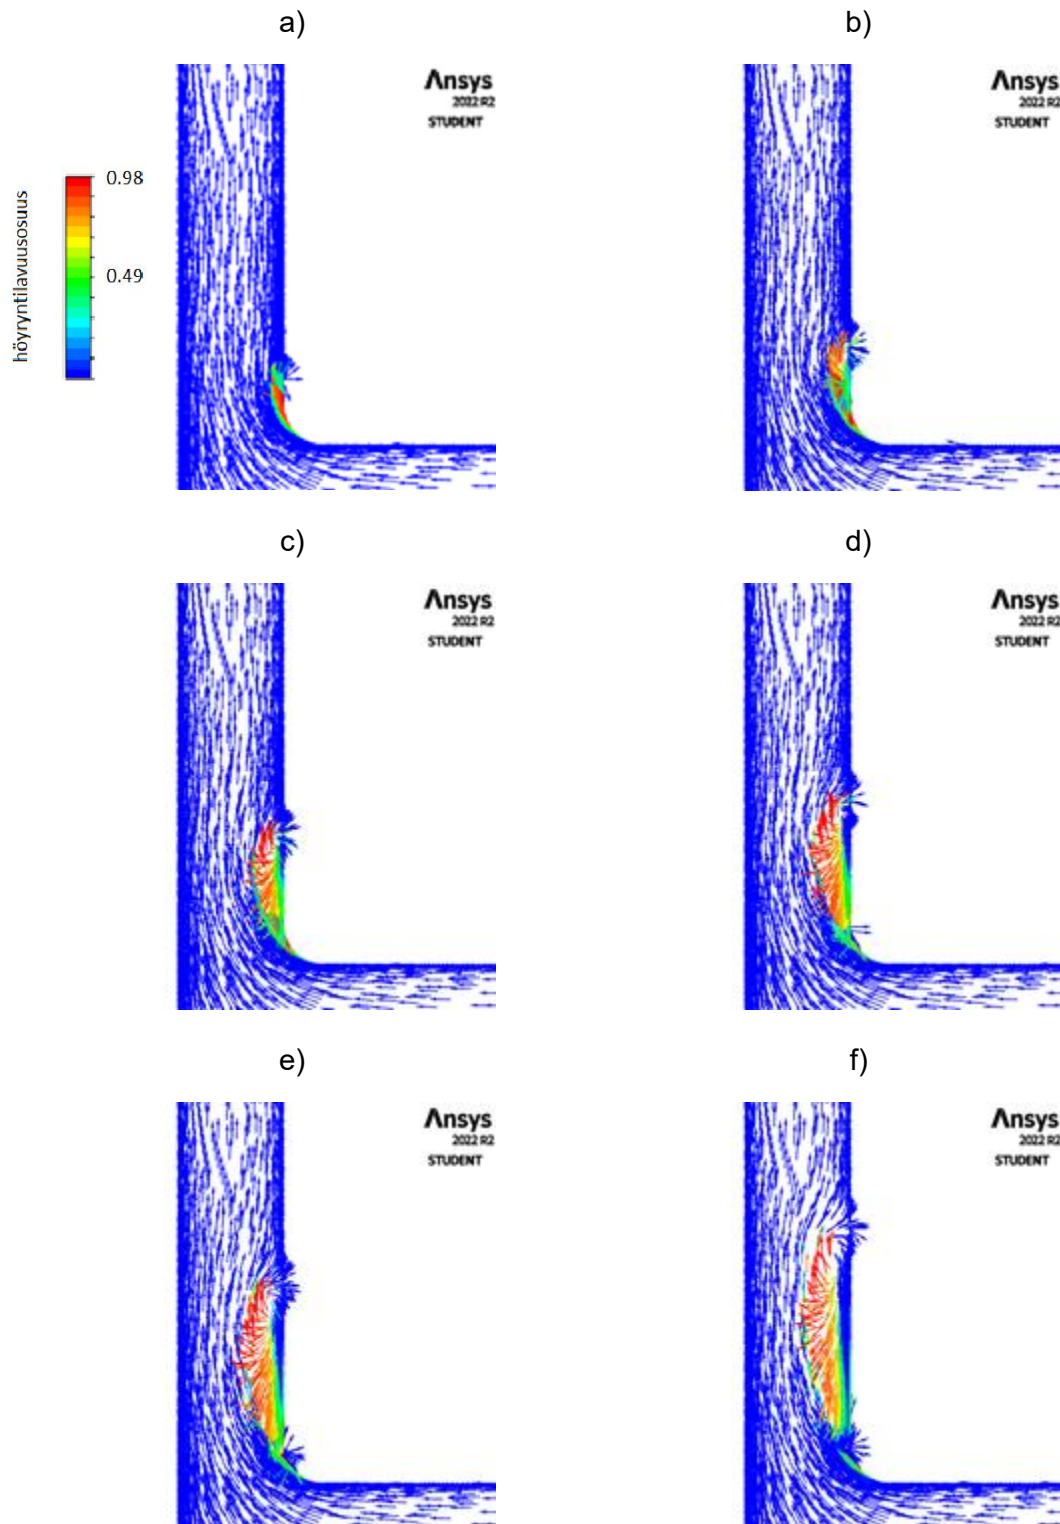 a)
b)
Ansys
2022 R2
STUDENT
Ansys
2022 R2
STUDENT
höyryntilavuusosuus
0.98
0.49
c)
d)
Ansys
2022 R2
STUDENT
Ansys
2022 R2
STUDENT
e)
f)
Ansys
2022 R2
STUDENT
Ansys
2022 R2
STUDENT